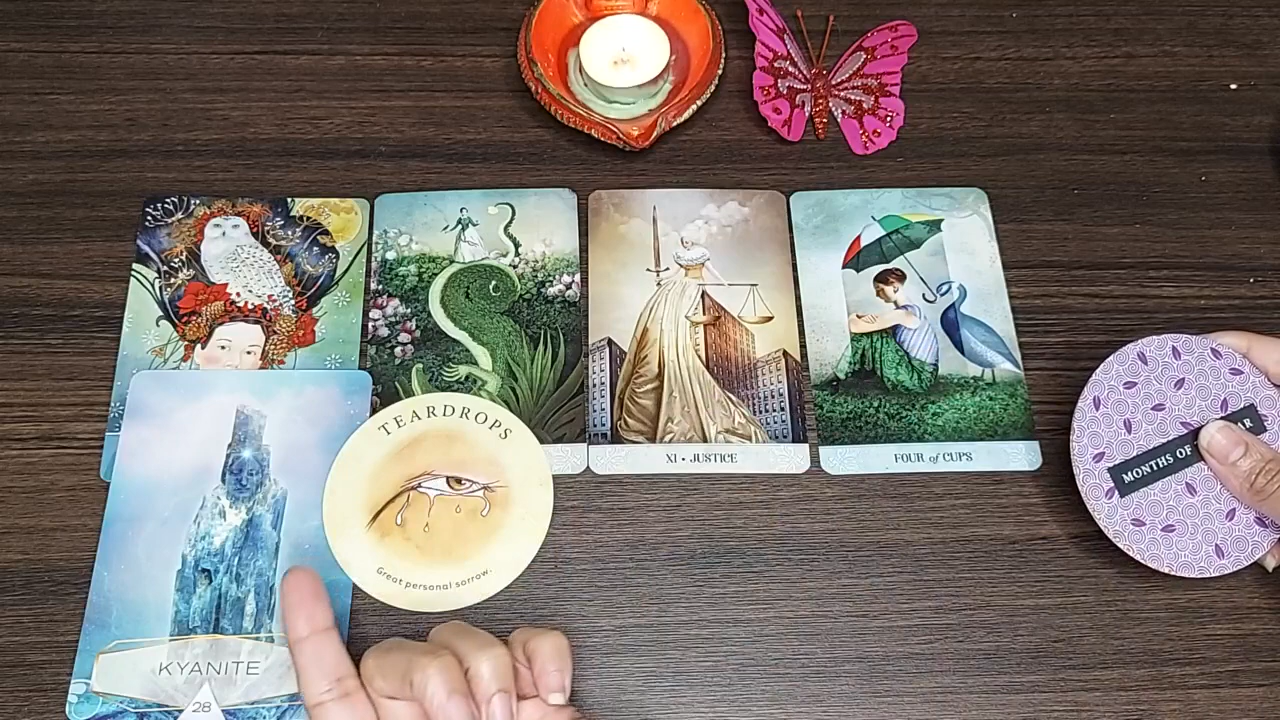 XI • JUSTICE
FOUR of CUPS
TEARDROPS
Great personal sorrow.
MONTHS OF
KYANITE
28